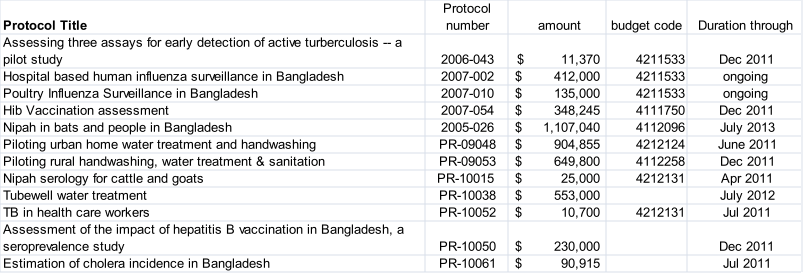 Protocol
Protocol Title number amount budget code Duration through
Assessing three assays for early detection of active turberculosis -- a
pilot study 2006-043 $ 11,370 4211533 Dec 2011
Hospital based human influenza surveillance in Bangladesh 2007-002 $ 412,000 4211533 ongoing
Poultry Influenza Surveillance in Bangladesh 2007-010 $ 135,000 4211533 ongoing
Hib Vaccination assessment 2007-054 $ 348,245 4111750 Dec 2011
Nipah in bats and people in Bangladesh 2005-026 $ 1,107,040 4112096 July 2013
Piloting urban home water treatment and handwashing PR-09048 $ 904,855 4212124 June 2011
Piloting rural handwashing, water treatment & sanitation PR-09053 $ 649,800 4112258 Dec 2011
Nipah serology for cattle and goats PR-10015 $ 25,000 4212131 Apr 2011
Tubewell water treatment PR-10038 $ 553,000 July 2012
TB in health care workers PR-10052 $ 10,700 4212131 Jul 2011
Assessment of the impact of hepatitis B vaccination in Bangladesh, a
seroprevalence study PR-10050 $ 230,000 Dec 2011
Estimation of cholera incidence in Bangladesh PR-10061 $ 90,915 Jul 2011